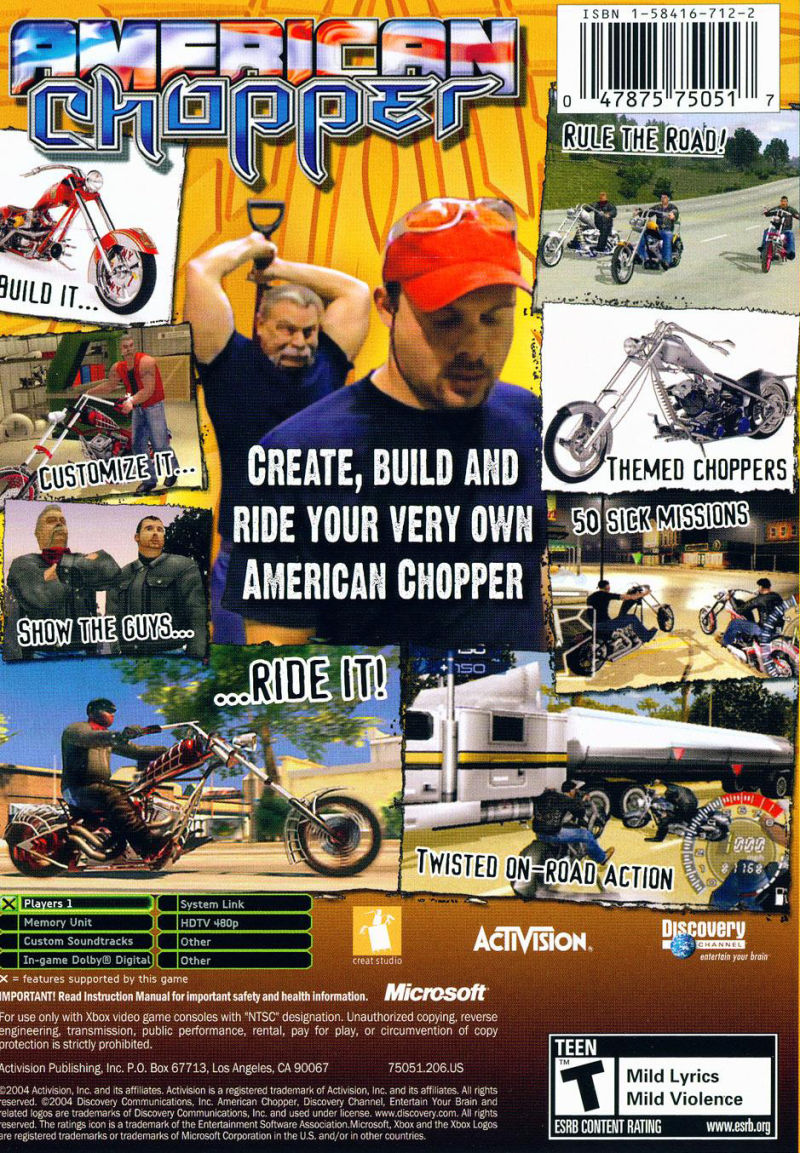 AMERICAN
Chopper
ISBN 1-58416-712-2
0 47875 75051 7
RULE THE ROAD!
BUILD IT...
CUSTOMIZE IT...
THEMED CHOPPERS
CREATE, BUILD AND
RIDE YOUR VERY OWN
AMERICAN CHOPPER
50 SICK MISSIONS
SHOW THE GUYS...
...RIDE IT!
+150
TWISTED ON-ROAD ACTION
000
mph
X Players 1
System Link
Memory Unit
HDTV 480p
Custom Soundtracks
Other
In-game Dolby® Digital
Other
creat studio
ACTIVISION®
Discovery
CHANNEL
entertain your brain™
X = features supported by this game
IMPORTANT! Read Instruction Manual for important safety and health information.
Microsoft®
For use only with Xbox video game consoles with "NTSC" designation. Unauthorized copying, reverse
engineering, transmission, public performance, rental, pay for play, or circumvention of copy
protection is strictly prohibited.
Activision Publishing, Inc. P.O. Box 67713, Los Angeles, CA 90067 75051.206.US
©2004 Activision, Inc. and its affiliates. Activision is a registered trademark of Activision, Inc. and its affiliates. All rights
reserved. ©2004 Discovery Communications, Inc. American Chopper, Discovery Channel, Entertain Your Brain and
related logos are trademarks of Discovery Communications, Inc. and used under license. www.discovery.com. All rights
reserved. The ratings icon is a trademark of the Entertainment Software Association.Microsoft, Xbox and the Xbox Logos
are registered trademarks or trademarks of Microsoft Corporation in the U.S. and/or in other countries.
TEEN
TM
T
Mild Lyrics
Mild Violence
ESRB CONTENT RATING www.esrb.org